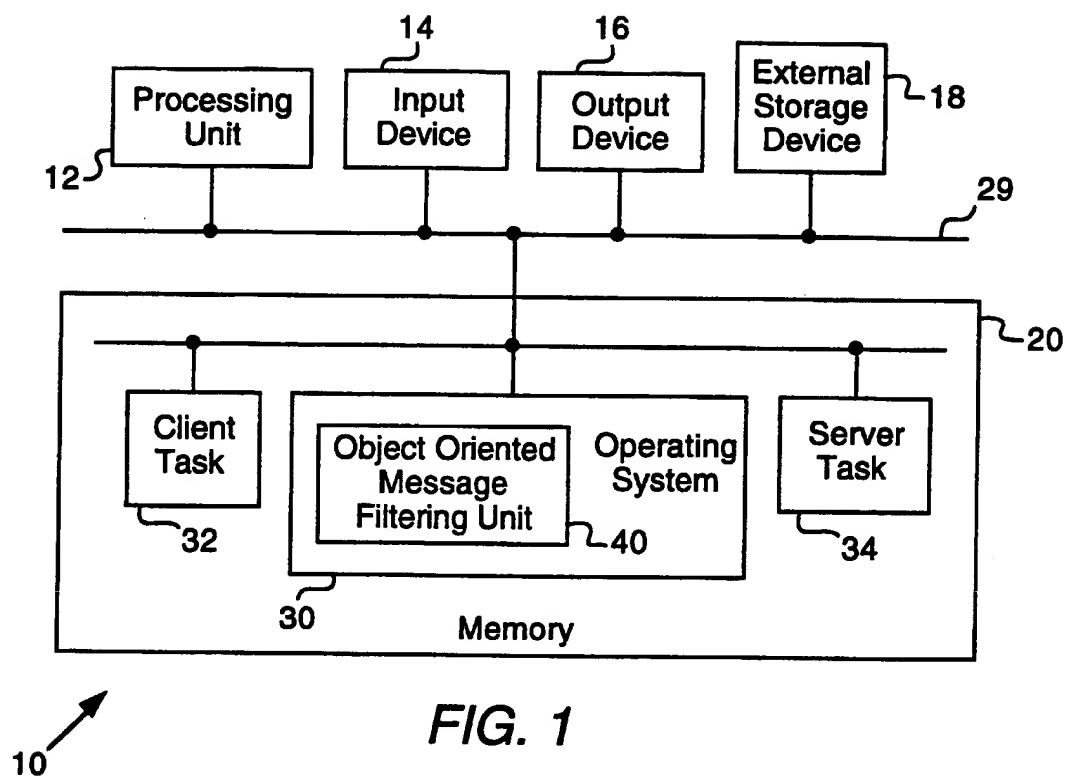 14
16
Processing
Unit
Input
Device
Output
Device
External
Storage
Device
18
12
29
20
Client
Task
Object Oriented
Message
Filtering Unit
Operating
System
Server
Task
32
40
34
30
Memory
10
FIG. 1